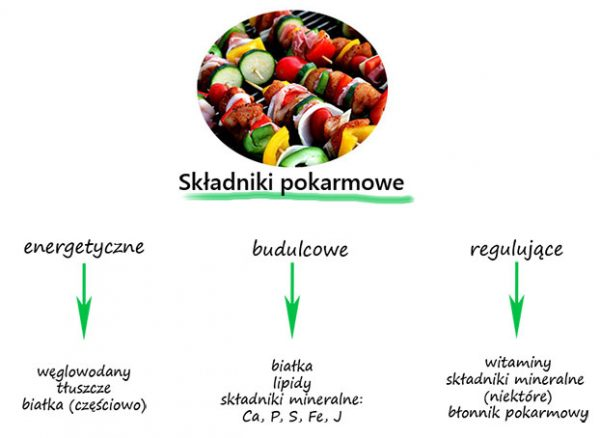 Składniki pokarmowe
energetyczne
budulcowe
regulujące
węglowodany
tłuszcze
białka (częściowo)
białka
lipidy
składniki mineralne:
Ca, P, S, Fe, J
witaminy
składniki mineralne
(niektóre)
błonnik pokarmowy